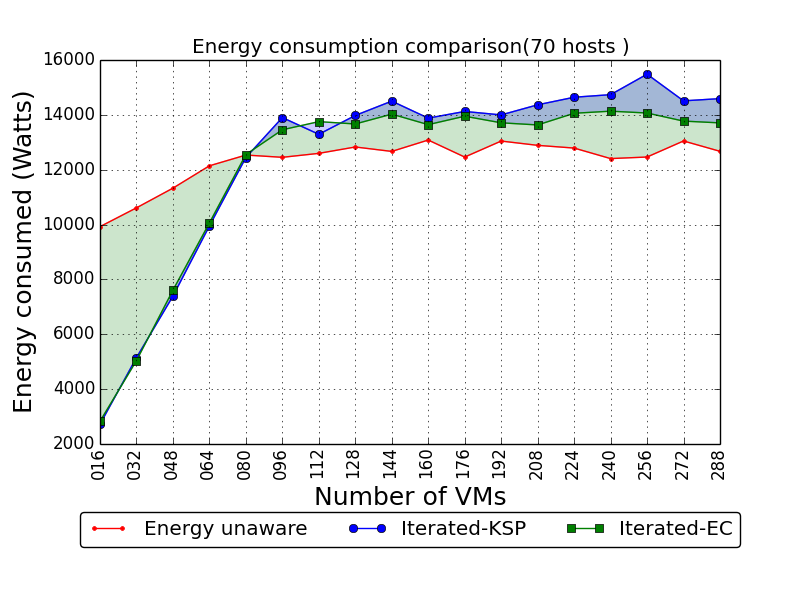 Energy consumption comparison(70 hosts )
16000
14000
12000
10000
8000
6000
4000
2000
Energy consumed (Watts)
016 032 048 064 080 096 112 128 144 160 176 192 208 224 240 256 272 288
Number of VMs
Energy unaware Iterated-KSP Iterated-EC